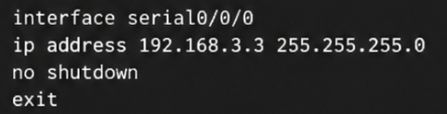 interface serial0/0/0
ip address 192.168.3.3 255.255.255.0
no shutdown
exit